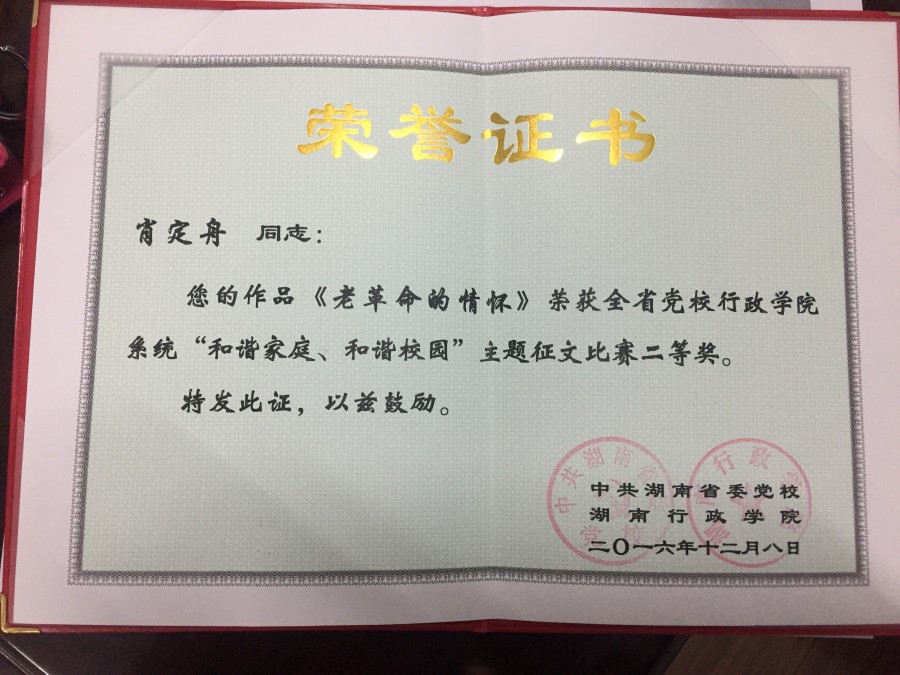 荣誉证书
肖定舟 同志：
您的作品《老革命的情怀》荣获全省党校行政学院
系统“和谐家庭、和谐校园”主题征文比赛二等奖。
特发此证，以兹鼓励。
中共湖南省委党校
湖南行政学院
二〇一六年十二月八日